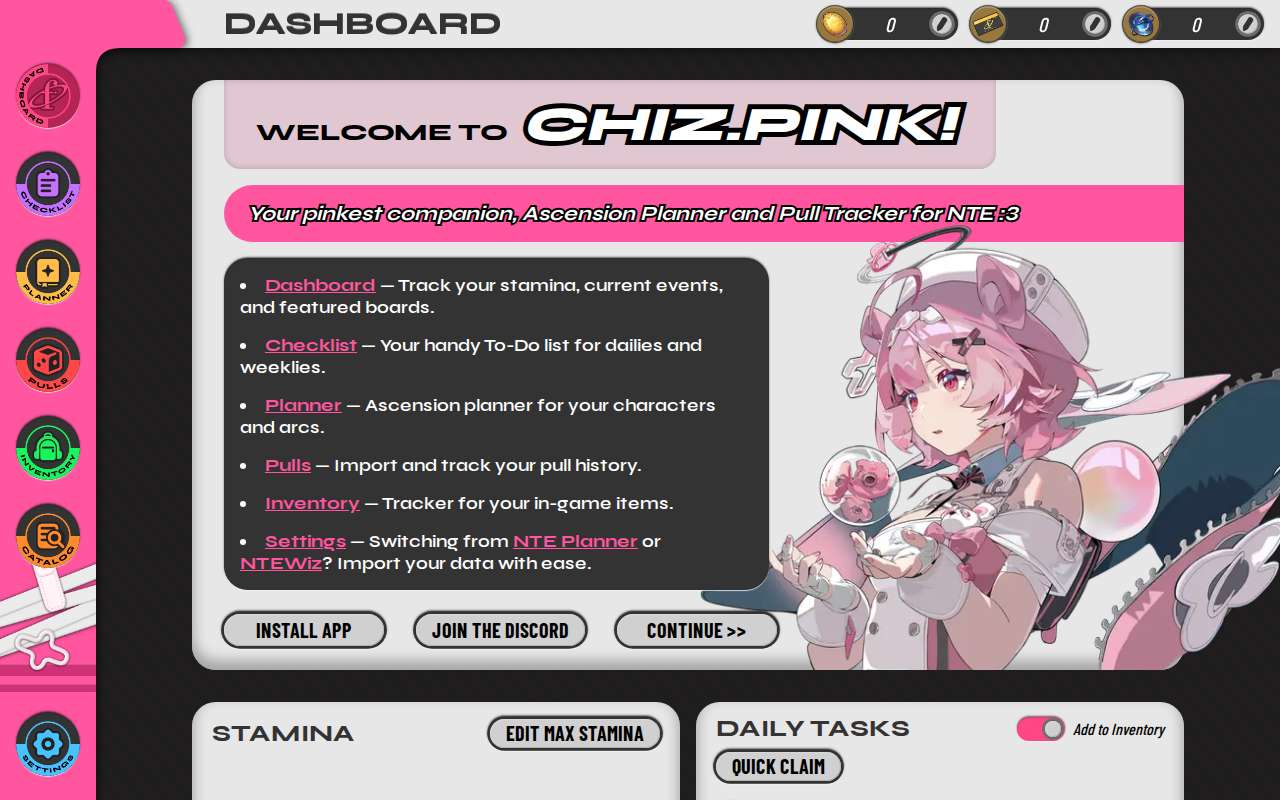 DASHBOARD
0
0
0
DASHBOARD
CHECKLIST
PLANNER
PULLS
INVENTORY
CATALOG
SETTINGS
WELCOME TO CHIZ.PINK!
Your pinkest companion, Ascension Planner and Pull Tracker for NTE :3
• Dashboard — Track your stamina, current events,
and featured boards.
• Checklist — Your handy To-Do list for dailies and
weeklies.
• Planner — Ascension planner for your characters
and arcs.
• Pulls — Import and track your pull history.
• Inventory — Tracker for your in-game items.
• Settings — Switching from NTE Planner or
NTEWiz? Import your data with ease.
INSTALL APP
JOIN THE DISCORD
CONTINUE >>
STAMINA
EDIT MAX STAMINA
DAILY TASKS
Add to Inventory
QUICK CLAIM